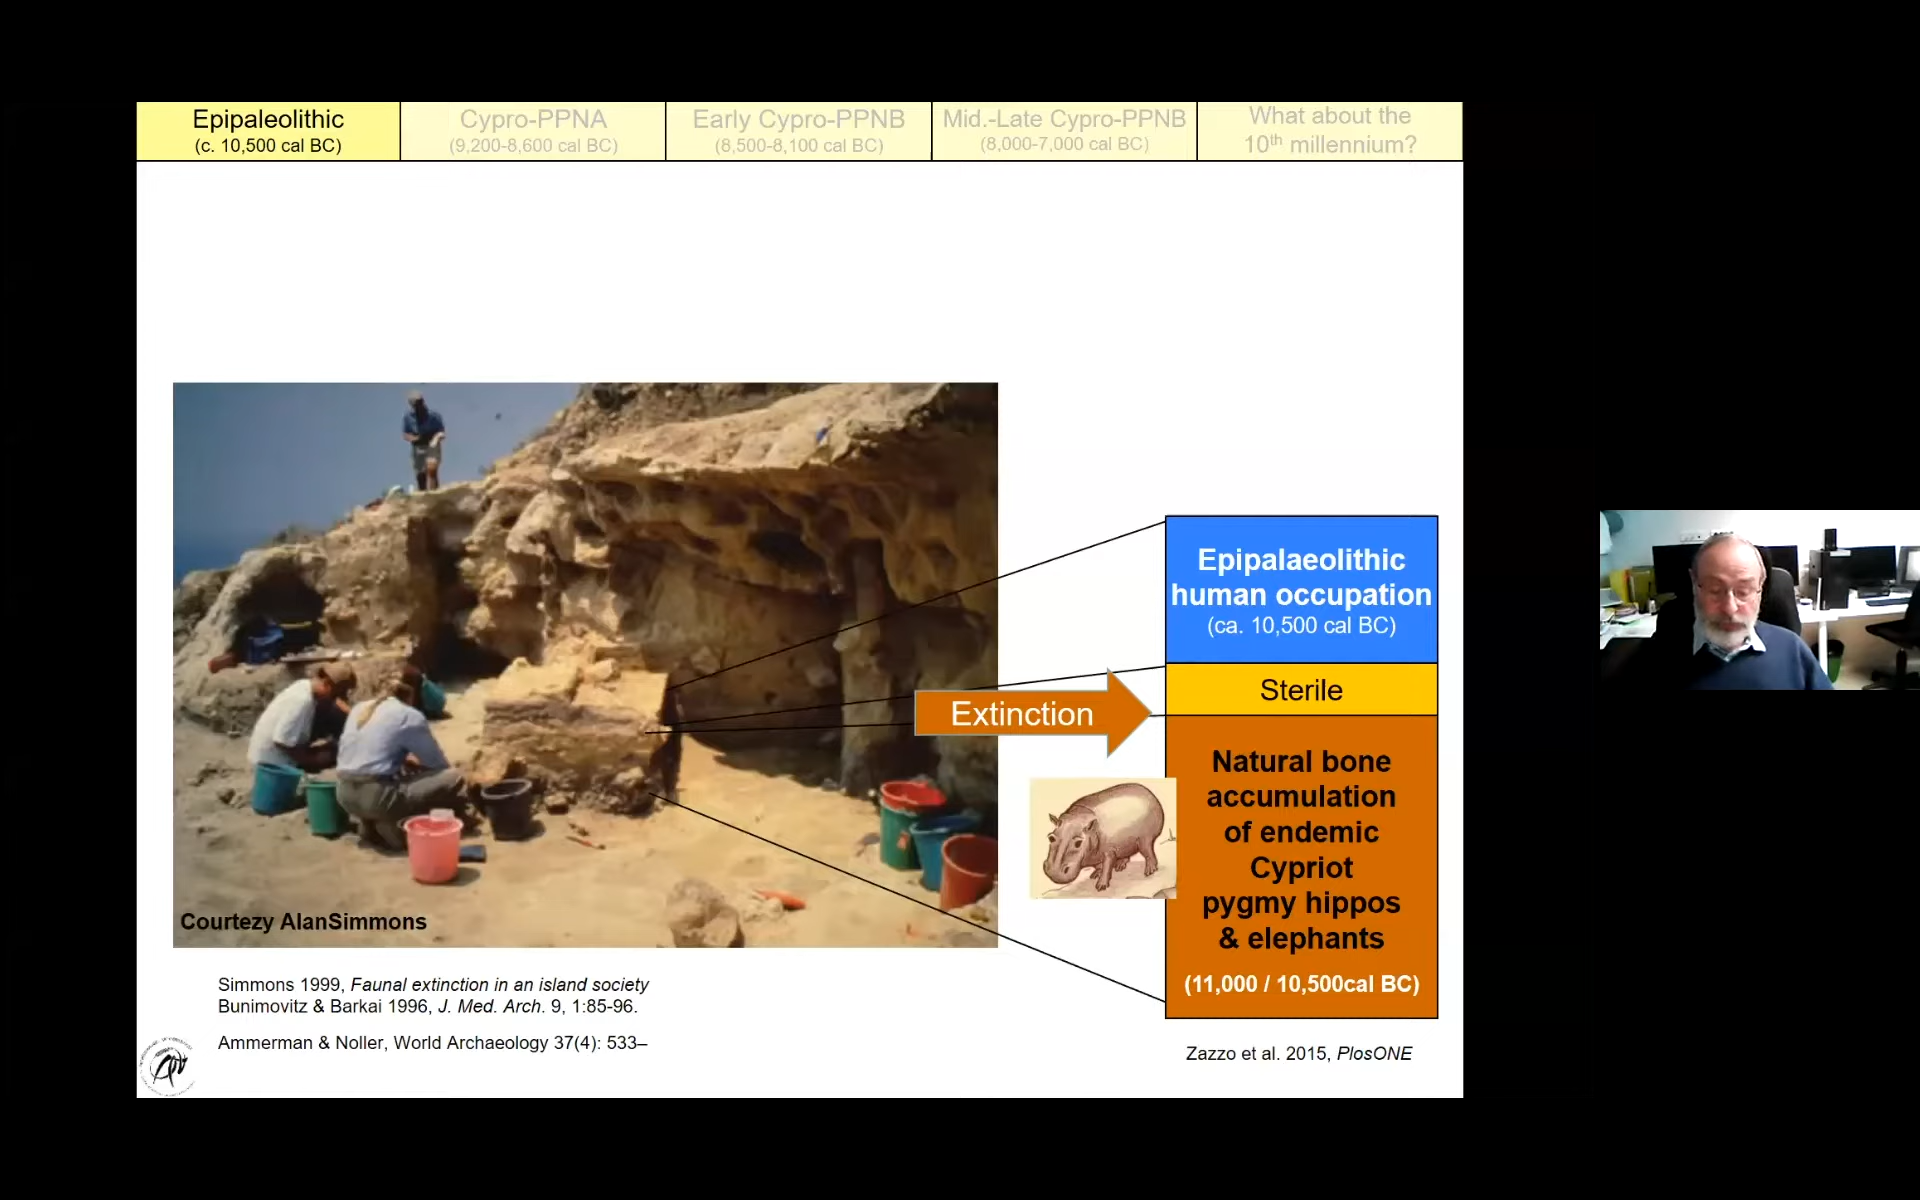 Epipaleolithic
(c. 10,500 cal BC)
Cypro-PPNA
(9,200-8,600 cal BC)
Early Cypro-PPNB
(8,500-8,100 cal BC)
Mid.-Late Cypro-PPNB
(8,000-7,000 cal BC)
What about the
10th millennium?
Epipalaeolithic
human occupation
(ca. 10,500 cal BC)
Sterile
Extinction
Natural bone
accumulation
of endemic
Cypriot
pygmy hippos
& elephants
(11,000 / 10,500cal BC)
Courtezy AlanSimmons
Simmons 1999, Faunal extinction in an island society
Bunimovitz & Barkai 1996, J. Med. Arch. 9, 1:85-96.
Ammerman & Noller, World Archaeology 37(4): 533–
Zazzo et al. 2015, PlosONE